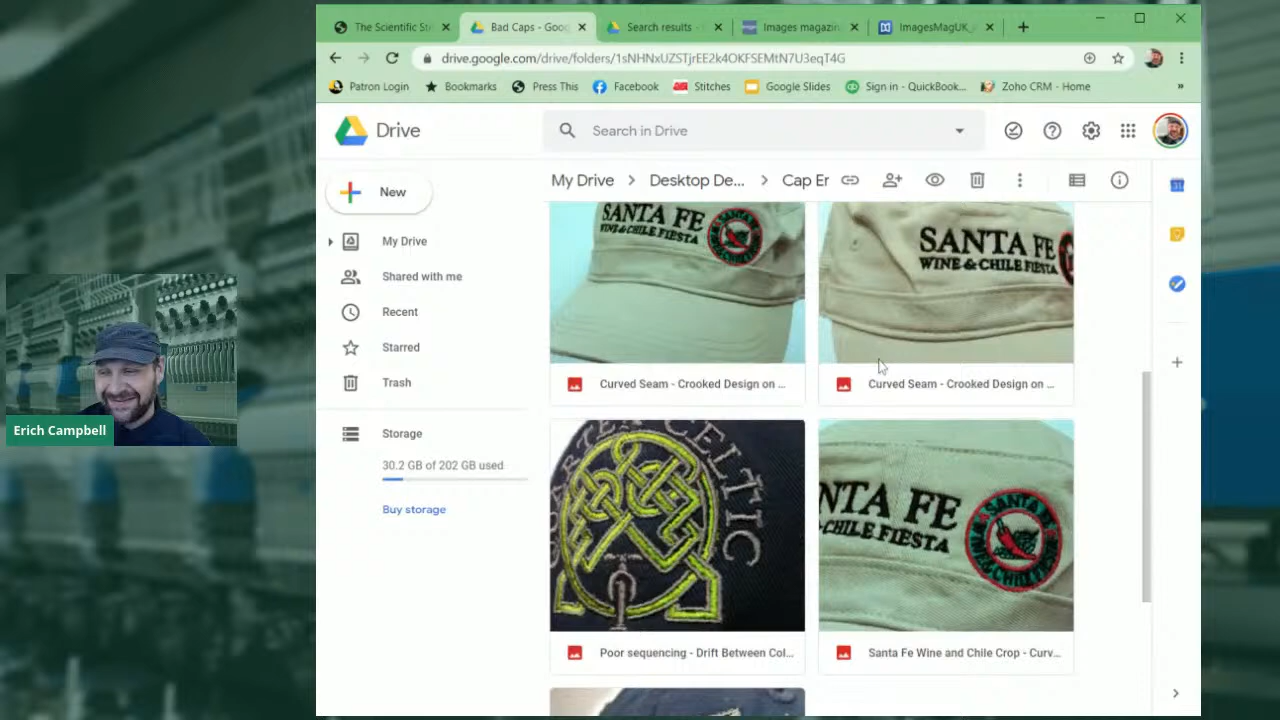 The Scientific St
Bad Caps - Goog
Search results -
Images magazin
ImagesMagUK_
drive.google.com/drive/folders/1sNHNxUZSTjrEE2k4OKFSEMtN7U3eqT4G
Patron Login
Bookmarks
Press This
Facebook
Stitches
Google Slides
Sign in - QuickBook...
Zoho CRM - Home
»
Drive
Search in Drive
New
My Drive > Desktop De... > Cap Er
My Drive
Shared with me
Recent
Starred
Trash
Storage
30.2 GB of 202 GB used
Buy storage
SANTA FE
WINE & CHILE FIESTA
SANTA FE
WINE & CHILE FIESTA
Curved Seam - Crooked Design on ...
Curved Seam - Crooked Design on ...
CELTIC
NTA FE
CHILE FIESTA
SANTA FE
Poor sequencing - Drift Between Col...
Santa Fe Wine and Chile Crop - Curv...
Erich Campbell
31